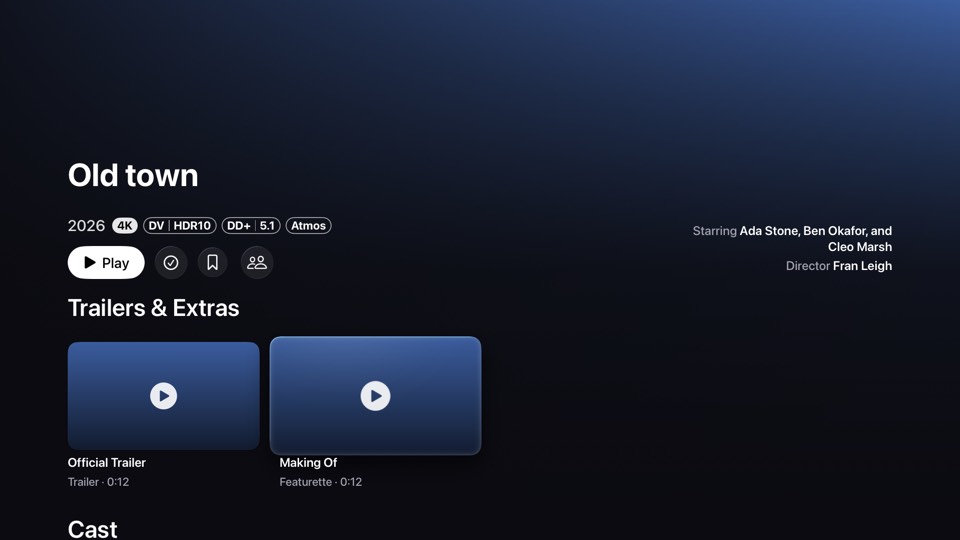 Old town
2026 4K DV HDR10 DD+ 5.1 Atmos
Starring Ada Stone, Ben Okafor, and
Cleo Marsh
Director Fran Leigh
Play
Trailers & Extras
Official Trailer
Trailer · 0:12
Making Of
Featurette · 0:12
Cast